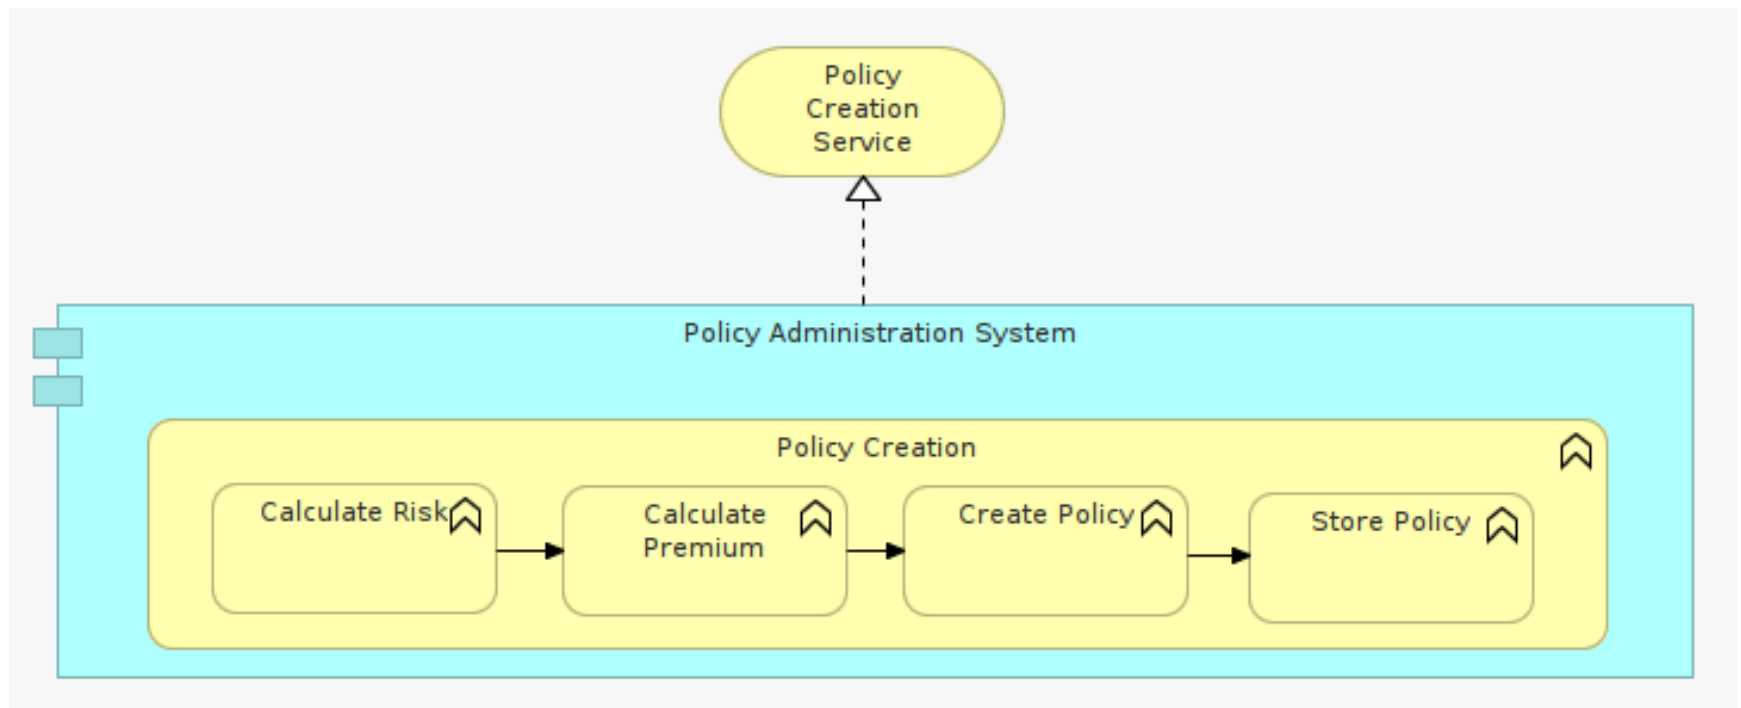 Policy
Creation
Service
Policy Administration System
Policy Creation
Calculate Risk
Calculate
Premium
Create Policy
Store Policy